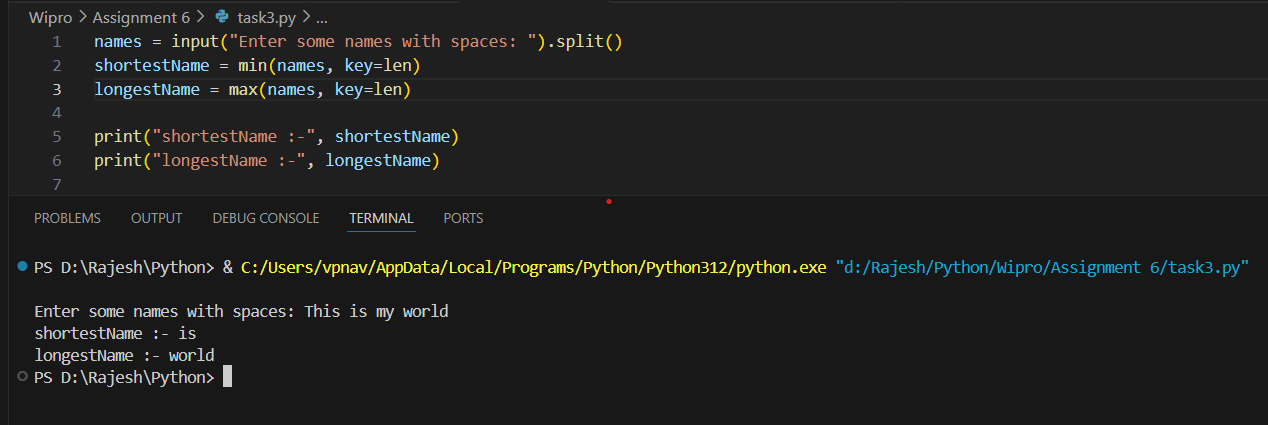 Wipro > Assignment 6 > task3.py > ...
1 names = input("Enter some names with spaces: ").split()
2 shortestName = min(names, key=len)
3 longestName = max(names, key=len)
4
5 print("shortestName :-", shortestName)
6 print("longestName :-", longestName)
7
PROBLEMS OUTPUT DEBUG CONSOLE TERMINAL PORTS
PS D:\Rajesh\Python> & C:/Users/vpnav/AppData/Local/Programs/Python/Python312/python.exe "d:/Rajesh/Python/Wipro/Assignment 6/task3.py"
Enter some names with spaces: This is my world
shortestName :- is
longestName :- world
PS D:\Rajesh\Python>